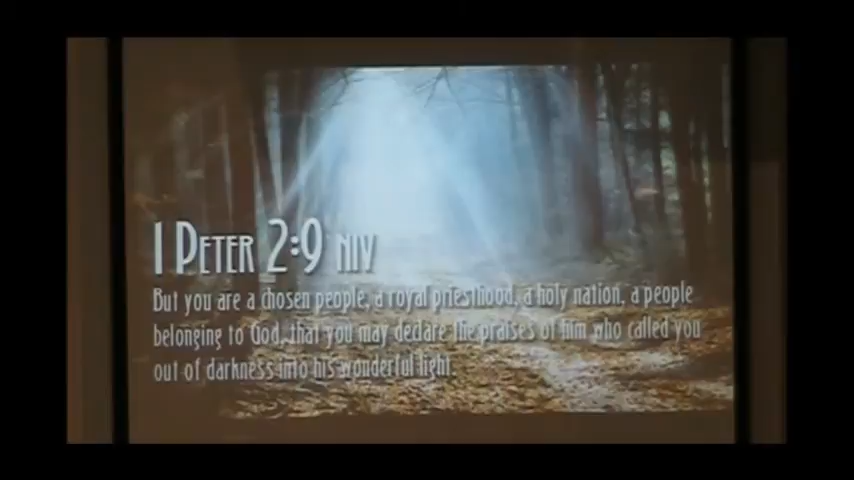 1 Peter 2:9 NIV
But you are a chosen people, a royal priesthood, a holy nation, a people
belonging to God, that you may declare the praises of him who called you
out of darkness into his wonderful light.